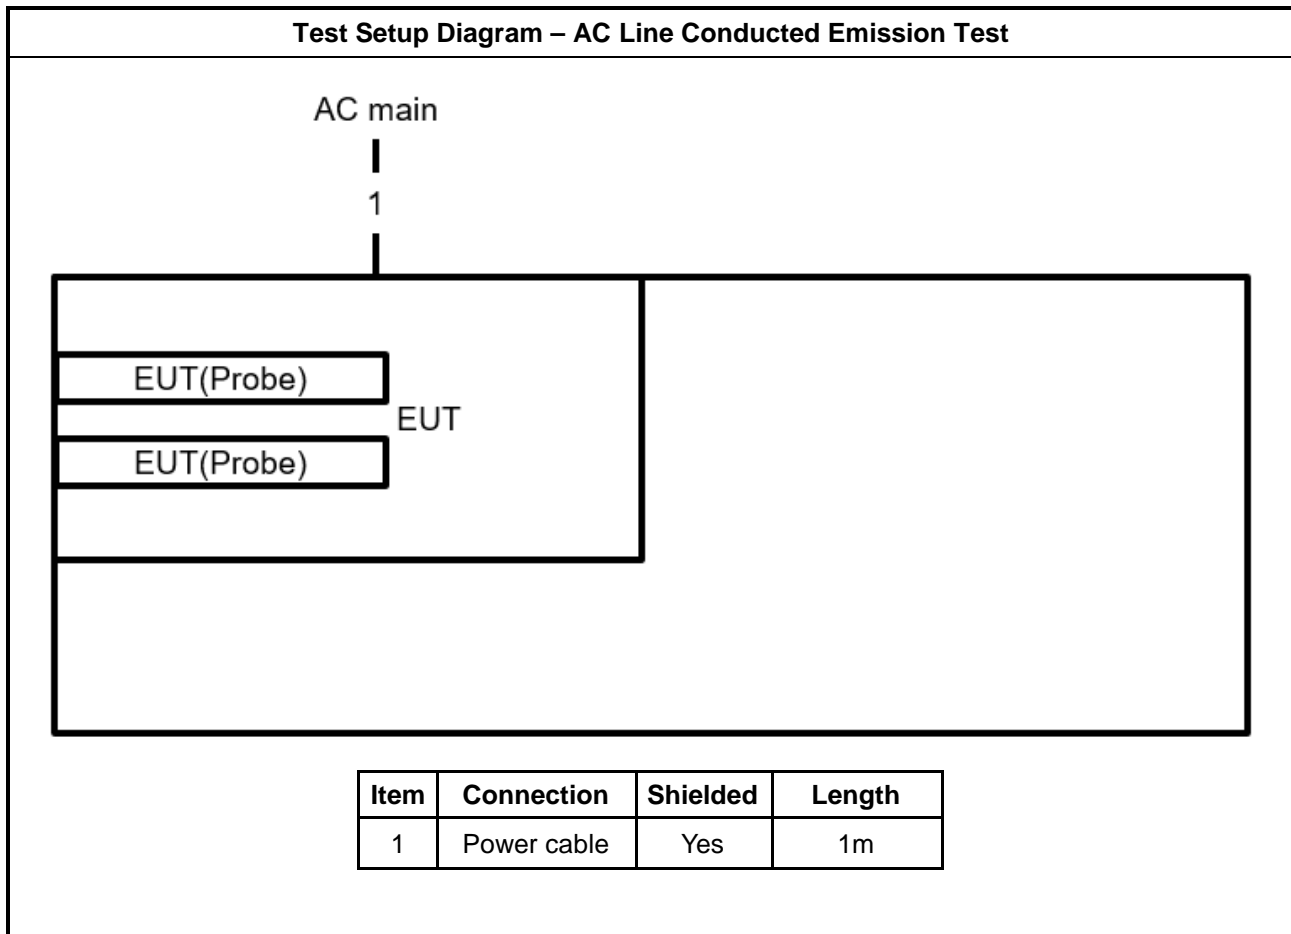 Test Setup Diagram – AC Line Conducted Emission Test
AC main
1
EUT(Probe)
EUT
EUT(Probe)
Item Connection Shielded Length
1 Power cable Yes 1m